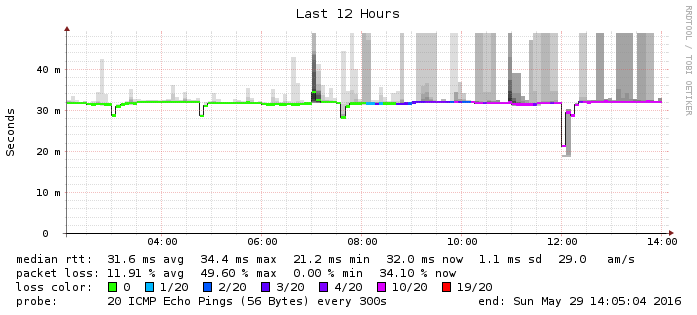 Last 12 Hours
RRDTOOL / TOBI OETIKER
Seconds
40 m
30 m
20 m
10 m
0
04:00 06:00 08:00 10:00 12:00 14:00
median rtt: 31.6 ms avg 34.4 ms max 21.2 ms min 32.0 ms now 1.1 ms sd 29.0 am/s
packet loss: 11.91 % avg 49.60 % max 0.00 % min 34.10 % now
loss color: 0 1/20 2/20 3/20 4/20 10/20 19/20
probe: 20 ICMP Echo Pings (56 Bytes) every 300s end: Sun May 29 14:05:04 2016